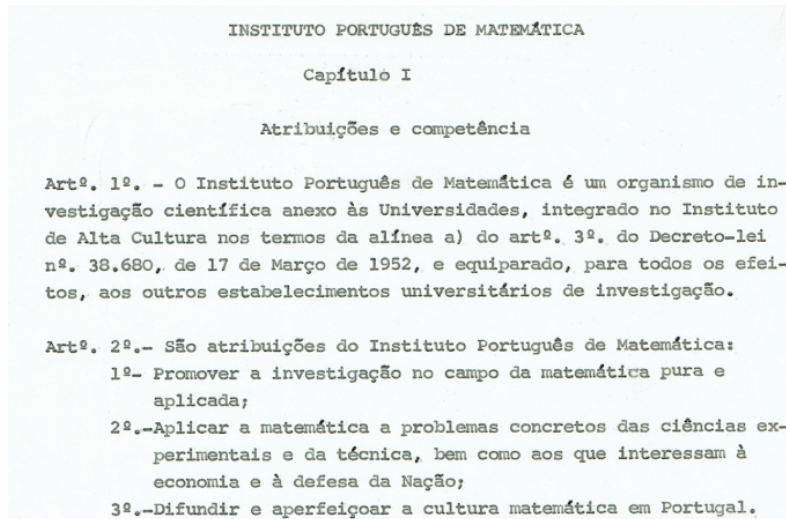 INSTITUTO PORTUGUÊS DE MATEMÁTICA
Capítulo I
Atribuições e competência
Artº. 1º. - O Instituto Português de Matemática é um organismo de in-
vestigação científica anexo às Universidades, integrado no Instituto
de Alta Cultura nos termos da alínea a) do artº. 3º. do Decreto-lei
nº. 38.680, de 17 de Março de 1952, e equiparado, para todos os efei-
tos, aos outros estabelecimentos universitários de investigação.
Artº. 2º.- São atribuições do Instituto Português de Matemática:
1º- Promover a investigação no campo da matemática pura e
aplicada;
2º.-Aplicar a matemática a problemas concretos das ciências ex-
perimentais e da técnica, bem como aos que interessam à
economia e à defesa da Nação;
3º.-Difundir e aperfeiçoar a cultura matemática em Portugal.